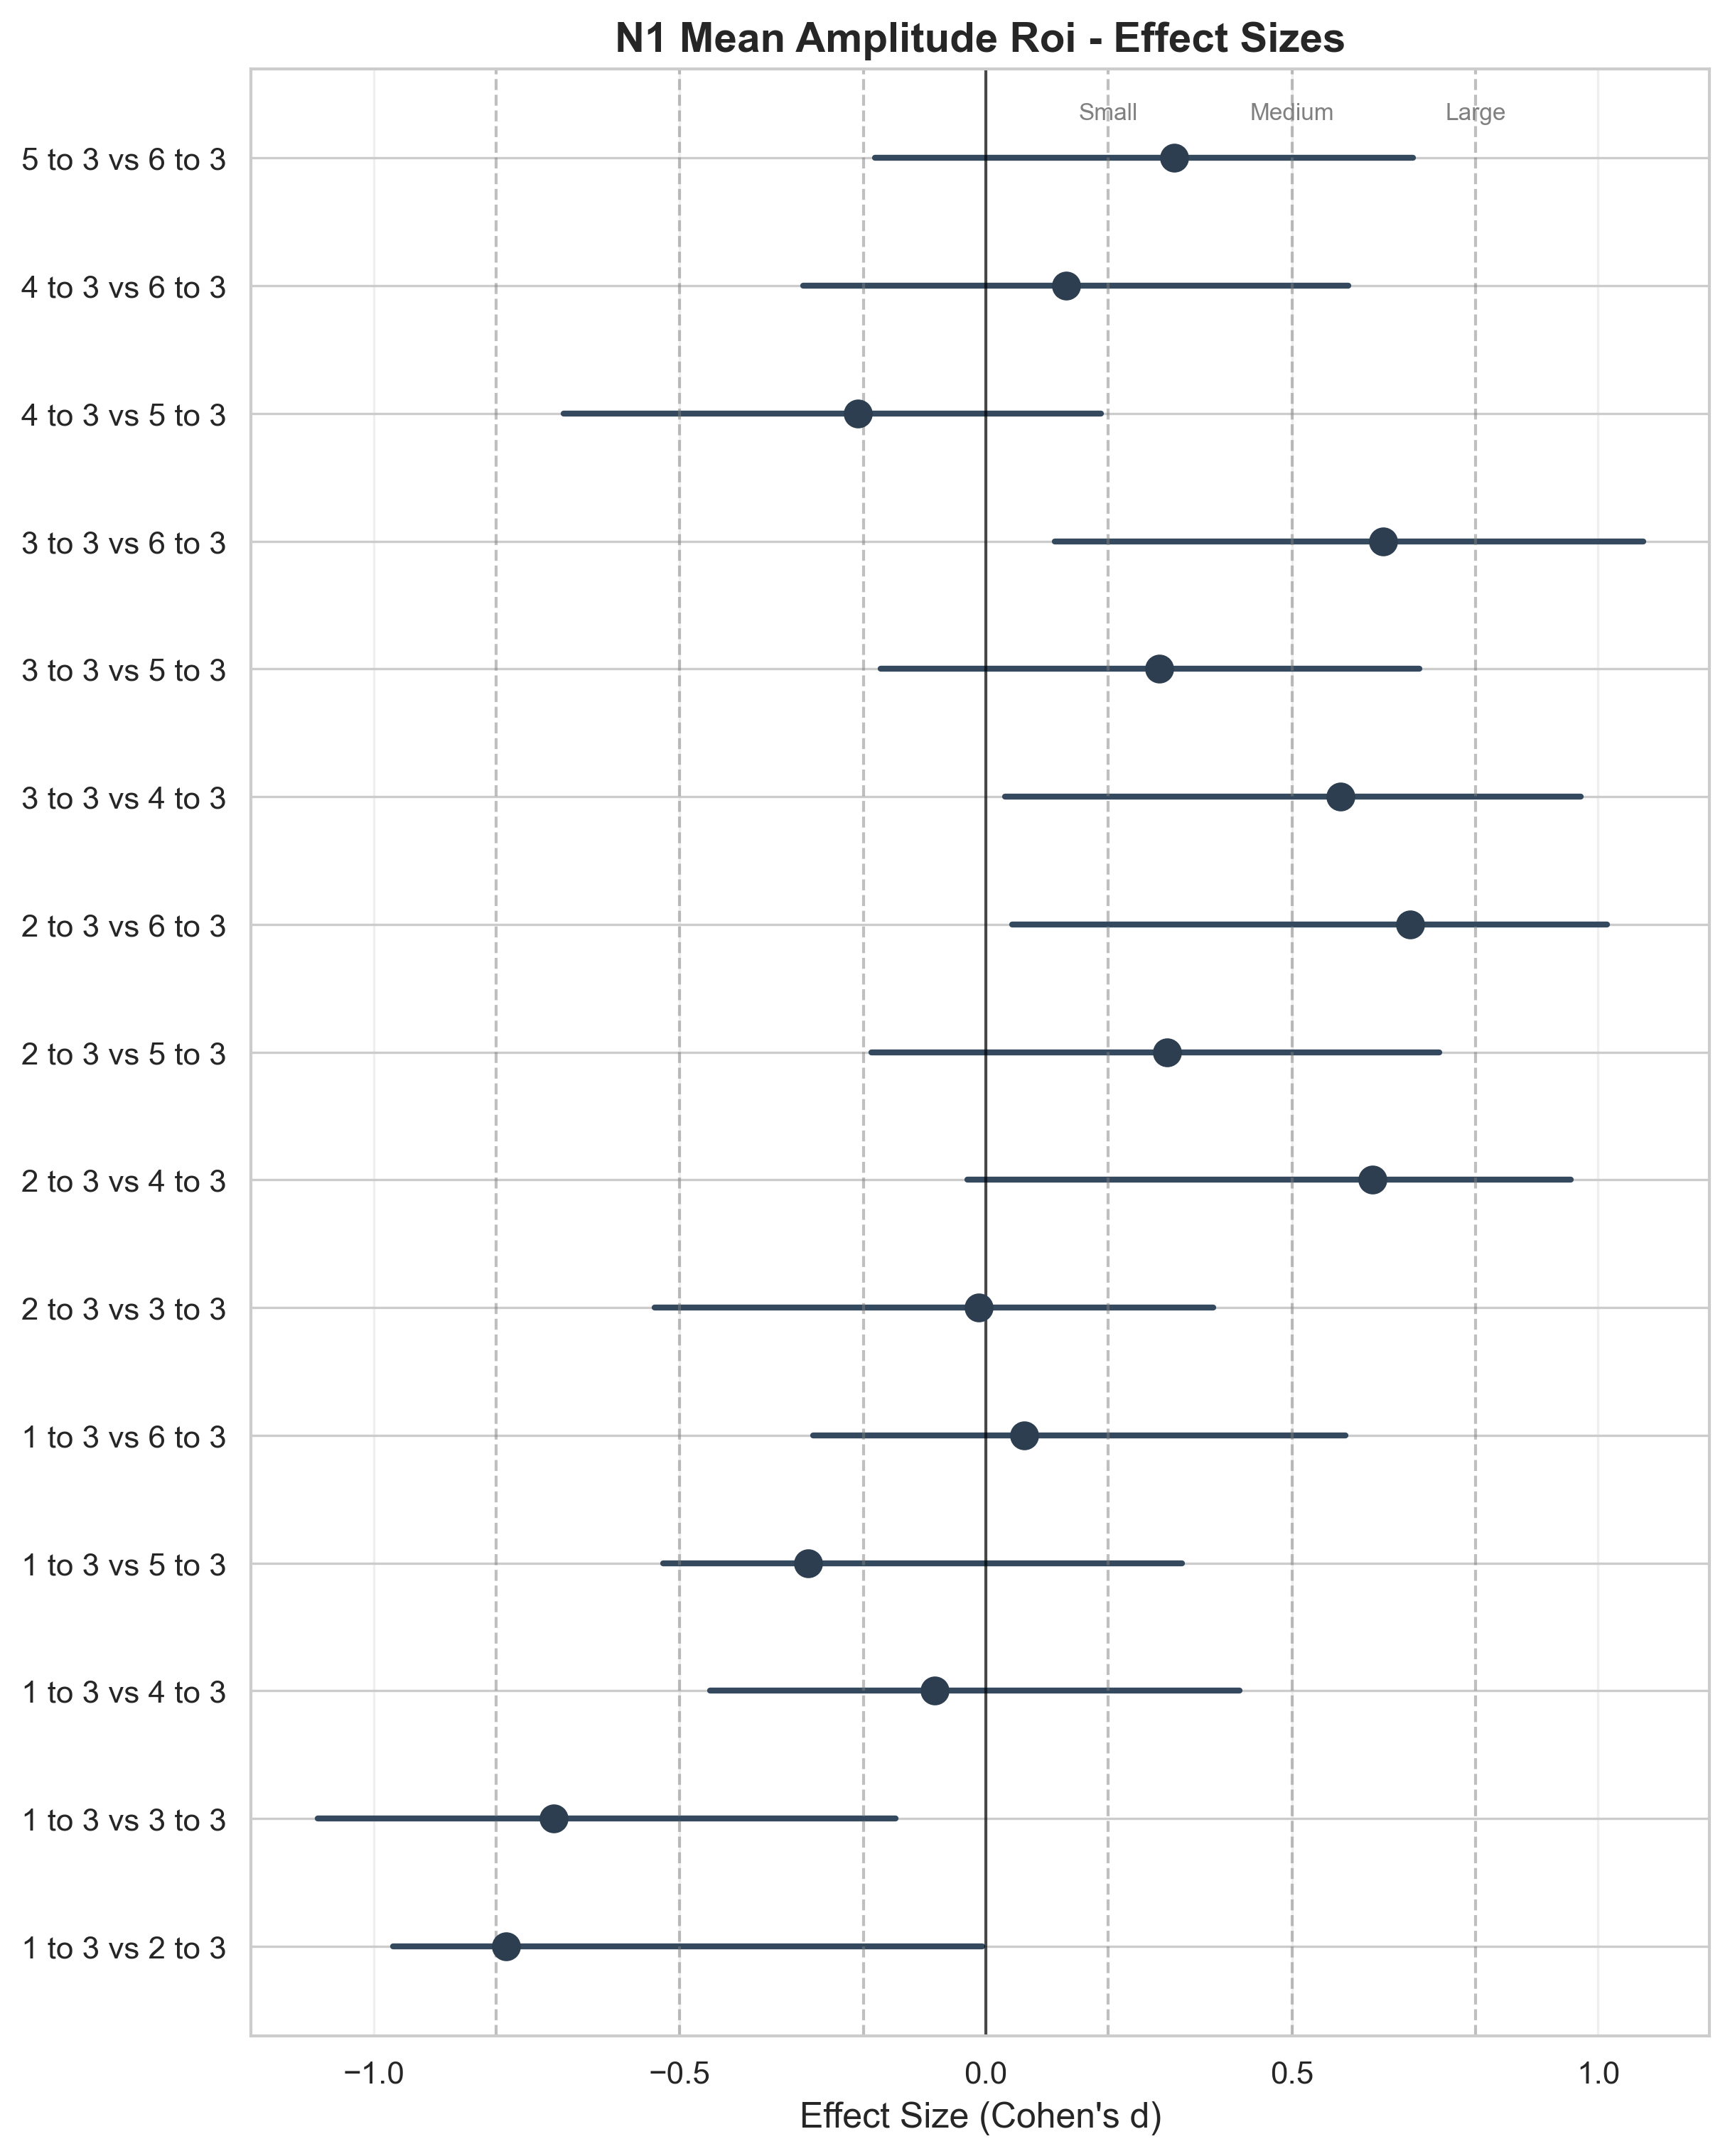 N1 Mean Amplitude Roi - Effect Sizes
Small Medium Large
5 to 3 vs 6 to 3
4 to 3 vs 6 to 3
4 to 3 vs 5 to 3
3 to 3 vs 6 to 3
3 to 3 vs 5 to 3
3 to 3 vs 4 to 3
2 to 3 vs 6 to 3
2 to 3 vs 5 to 3
2 to 3 vs 4 to 3
2 to 3 vs 3 to 3
1 to 3 vs 6 to 3
1 to 3 vs 5 to 3
1 to 3 vs 4 to 3
1 to 3 vs 3 to 3
1 to 3 vs 2 to 3
−1.0 −0.5 0.0 0.5 1.0
Effect Size (Cohen's d)